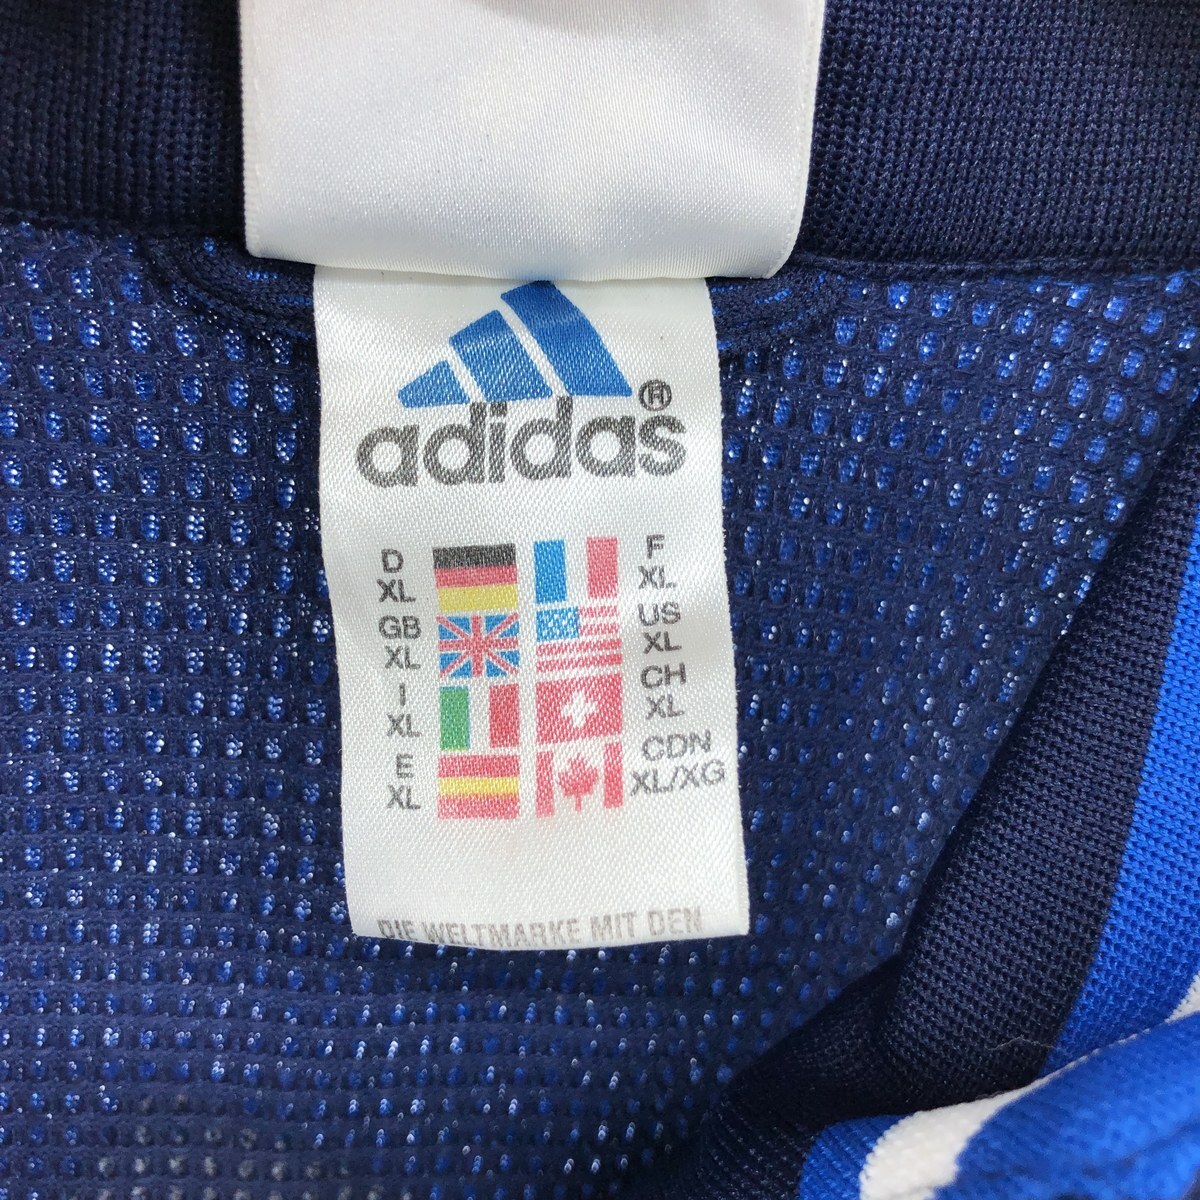 adidas®
D
XL
GB
XL
I
XL
E
XL
F
XL
US
XL
CH
XL
CDN
XL/XG
DIE WELTMARKE MIT DEN